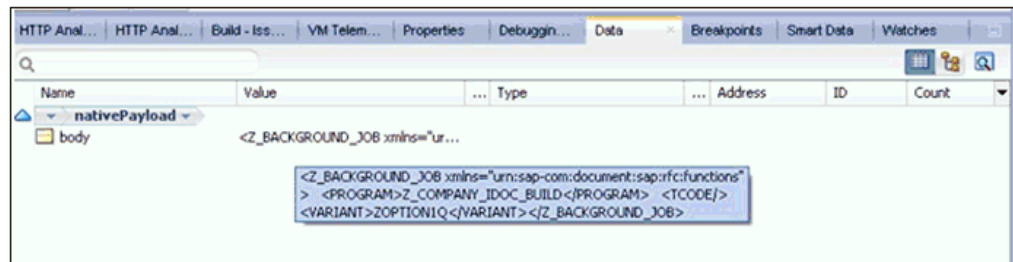 HTTP Anal... HTTP Anal... Build - Iss... VM Telem... Properties Debuggin... Data Breakpoints Smart Data Watches
Name Value ... Type ... Address ID Count
nativePayload
body <Z_BACKGROUND_JOB xmlns="ur...
<Z_BACKGROUND_JOB xmlns="urn:sap-com:document:sap:rfc:functions"
> <PROGRAM>Z_COMPANY_IDOC_BUILD</PROGRAM> <TCODE/>
<VARIANT>ZOPTION1Q</VARIANT></Z_BACKGROUND_JOB>